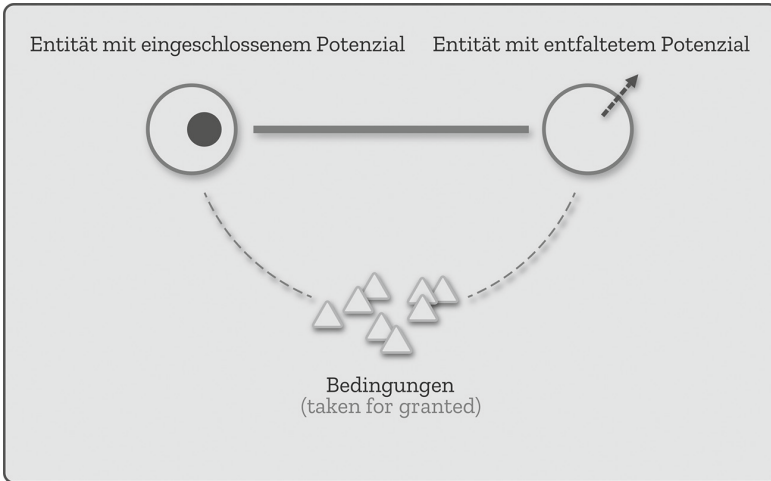 Entität mit eingeschlossenem Potenzial
Entität mit entfaltetem Potenzial
Bedingungen
(taken for granted)